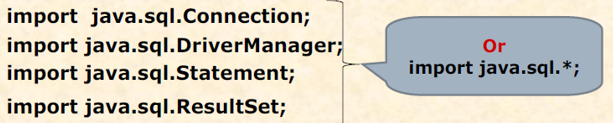 import java.sql.Connection;
import java.sql.DriverManager;
import java.sql.Statement;
import java.sql.ResultSet;
Or
import java.sql.*;